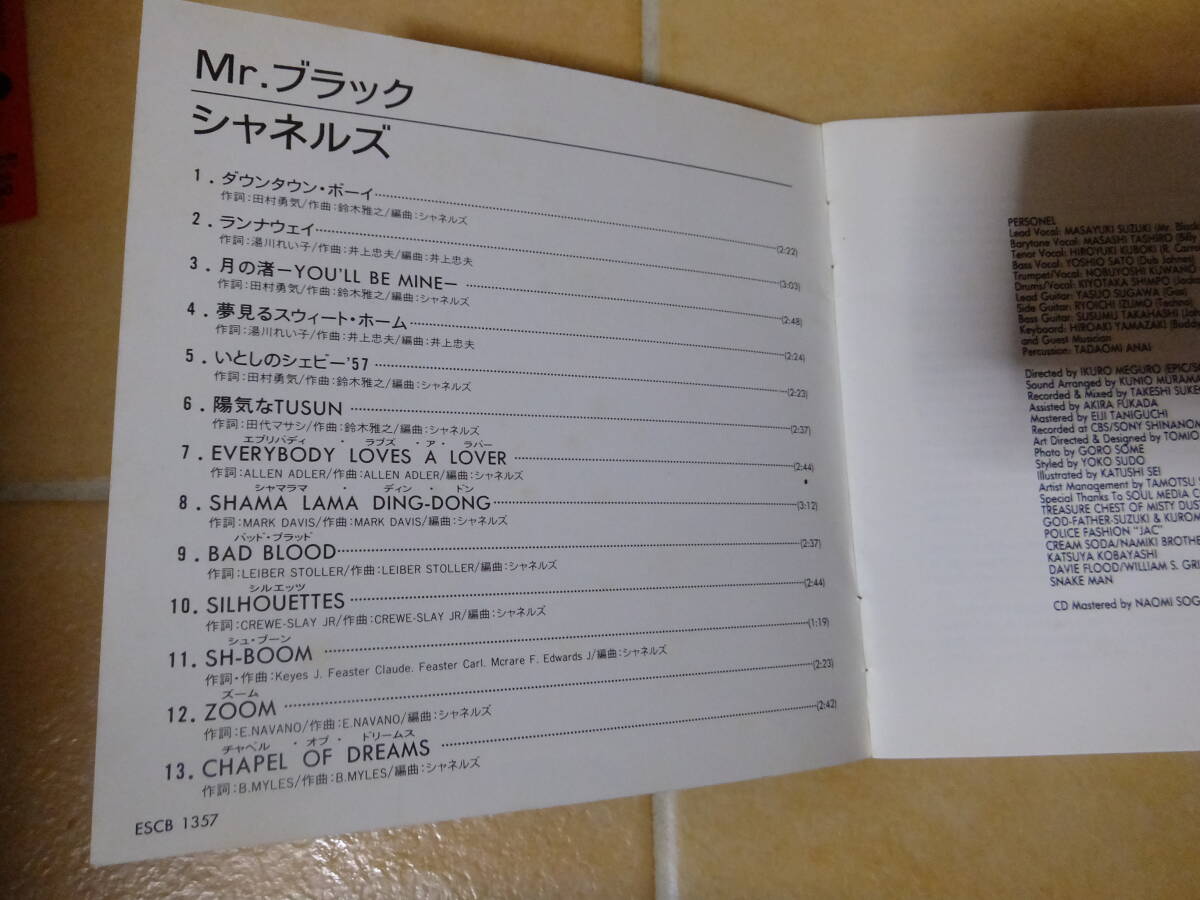 Mr.ブラック
シャネルズ
1. ダウンタウン・ボーイ (2:22)
作詞:田村勇気/作曲:鈴木雅之/編曲:シャネルズ
2. ランナウェイ (3:03)
作詞:湯川れい子/作曲:井上忠夫/編曲:井上忠夫
3. 月の渚－YOU'LL BE MINE－ (2:48)
作詞:田村勇気/作曲:鈴木雅之/編曲:シャネルズ
4. 夢見るスウィート・ホーム (2:24)
作詞:湯川れい子/作曲:井上忠夫/編曲:井上忠夫
5. いとしのシェビー'57 (2:23)
作詞:田村勇気/作曲:鈴木雅之/編曲:シャネルズ
6. 陽気なTUSUN (2:37)
作詞:田代マサシ/作曲:鈴木雅之/編曲:シャネルズ
エブリバディ・ラブズ・ア・ラバー
7. EVERYBODY LOVES A LOVER (2:44)
作詞:ALLEN ADLER/作曲:ALLEN ADLER/編曲:シャネルズ
シャマラマ・ディン・ドン
8. SHAMA LAMA DING-DONG (3:12)
作詞:MARK DAVIS/作曲:MARK DAVIS/編曲:シャネルズ
バッド・ブラッド
9. BAD BLOOD (2:37)
作詞:LEIBER STOLLER/作曲:LEIBER STOLLER/編曲:シャネルズ
シルエッツ
10. SILHOUETTES (2:44)
作詞:CREWE-SLAY JR/作曲:CREWE-SLAY JR/編曲:シャネルズ
シュ・ブーン
11. SH-BOOM (1:19)
作詞・作曲:Keyes J. Feaster Claude. Feaster Carl. Mcrare F. Edwards J/編曲:シャネルズ
ズーム
12. ZOOM (2:23)
作詞:E.NAVANO/作曲:E.NAVANO/編曲:シャネルズ
チャペル・オブ・ドリームス
13. CHAPEL OF DREAMS (2:42)
作詞:B.MYLES/作曲:B.MYLES/編曲:シャネルズ
ESCB 1357
PERSONEL
Lead Vocal: MASAYUKI SUZUKI (Mr. Black
Barytone Vocal: MASASHI TASHIRO (Billy
Tenor Vocal: HIROYUKI KUBOKI (R. Carra
Bass Vocal: YOSHIO SATO (Dub Johnes)
Trumpet/Vocal: NOBUYOSHI KUWANO
Drums/Vocal: KIYOTAKA SHIMPO
Lead Guitar: YASUO SUGAWA (Gas)
Side Guitar: RYOICHI IZUMO (Techno)
Bass Guitar: SUSUMU TAKAHASHI (Joh
Keyboard: HIROAKI YAMAZAKI (Buddy
and Guest Musician
Percussion: TADAOMI ANAI
Directed by IKURO MEGURO (EPIC/S
Sound Arranged by KUNIO MURAMA
Recorded & Mixed by TAKESHI SUKE
Assisted by AKIRA FUKADA
Mastered by EIJI TANIGUCHI
Recorded at CBS/SONY SHINANOM
Art Directed & Designed by TOMIO
Photo by GORO SOME
Styled by YOKO SUDO
Illustrated by KATUSHI SEI
Artist Management by TAMOTSU
Special Thanks To SOUL MEDIA C
TREASURE CHEST OF MISTY DUST
GOD-FATHER-SUZUKI & KUROM
POLICE FASHION "JAC"
CREAM SODA/NAMIKI BROTHE
KATSUYA KOBAYASHI
DAVIE FLOOD/WILLIAM S. GRI
SNAKE MAN
CD Mastered by NAOMI SOG